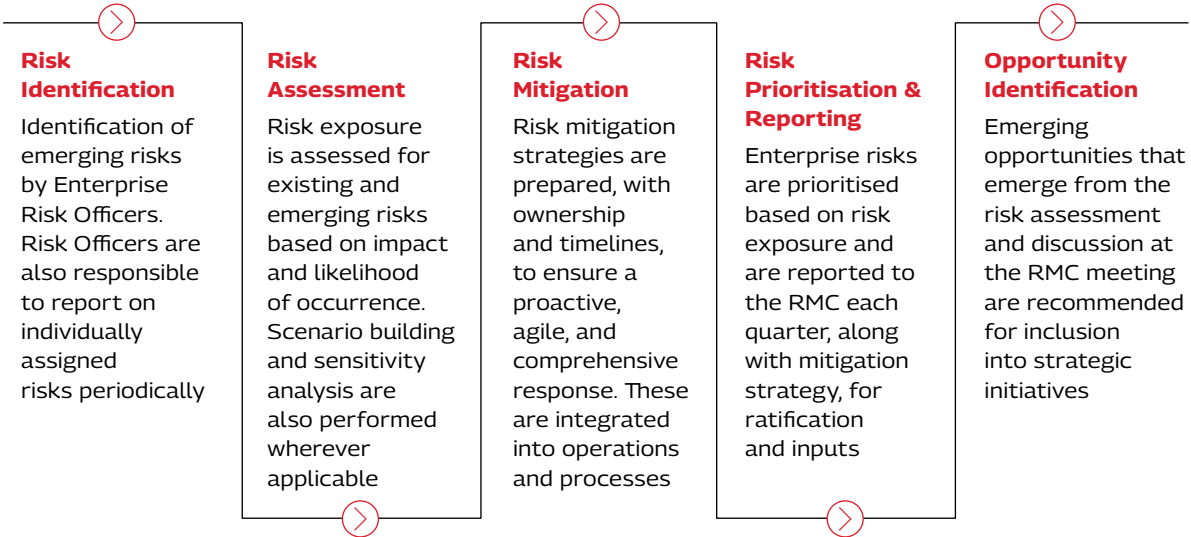 Risk
Identification
Identification of
emerging risks
by Enterprise
Risk Officers.
Risk Officers are
also responsible
to report on
individually
assigned
risks periodically
Risk
Assessment
Risk exposure
is assessed for
existing and
emerging risks
based on impact
and likelihood
of occurrence.
Scenario building
and sensitivity
analysis are
also performed
wherever
applicable
Risk
Mitigation
Risk mitigation
strategies are
prepared, with
ownership
and timelines,
to ensure a
proactive,
agile, and
comprehensive
response. These
are integrated
into operations
and processes
Risk
Prioritisation &
Reporting
Enterprise risks
are prioritised
based on risk
exposure and
are reported to
the RMC each
quarter, along
with mitigation
strategy, for
ratification
and inputs
Opportunity
Identification
Emerging
opportunities that
emerge from the
risk assessment
and discussion at
the RMC meeting
are recommended
for inclusion
into strategic
initiatives